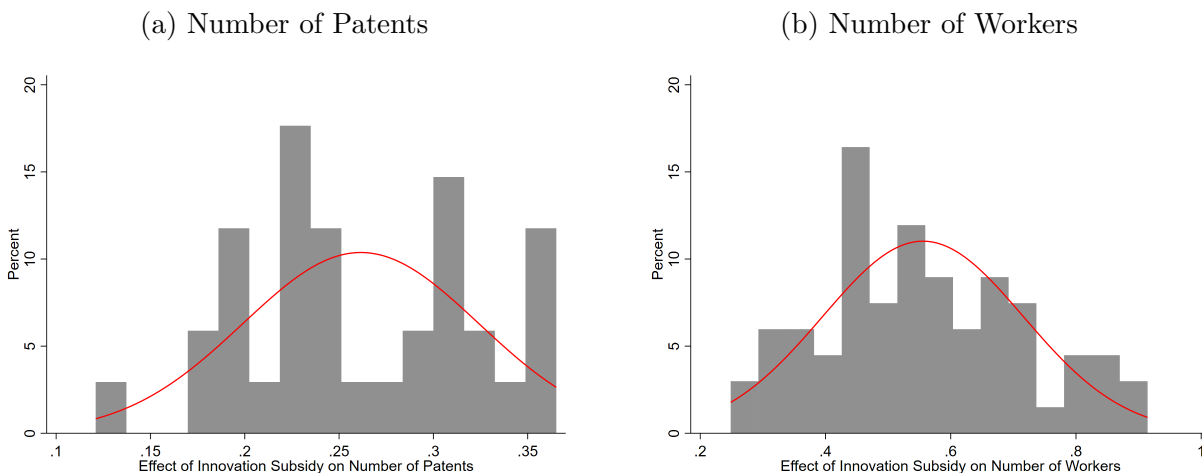 (a) Number of Patents
20
15
10
5
0
Percent
.1 .15 .2 .25 .3 .35
Effect of Innovation Subsidy on Number of Patents
(b) Number of Workers
20
15
10
5
0
Percent
.2 .4 .6 .8 1
Effect of Innovation Subsidy on Number of Workers